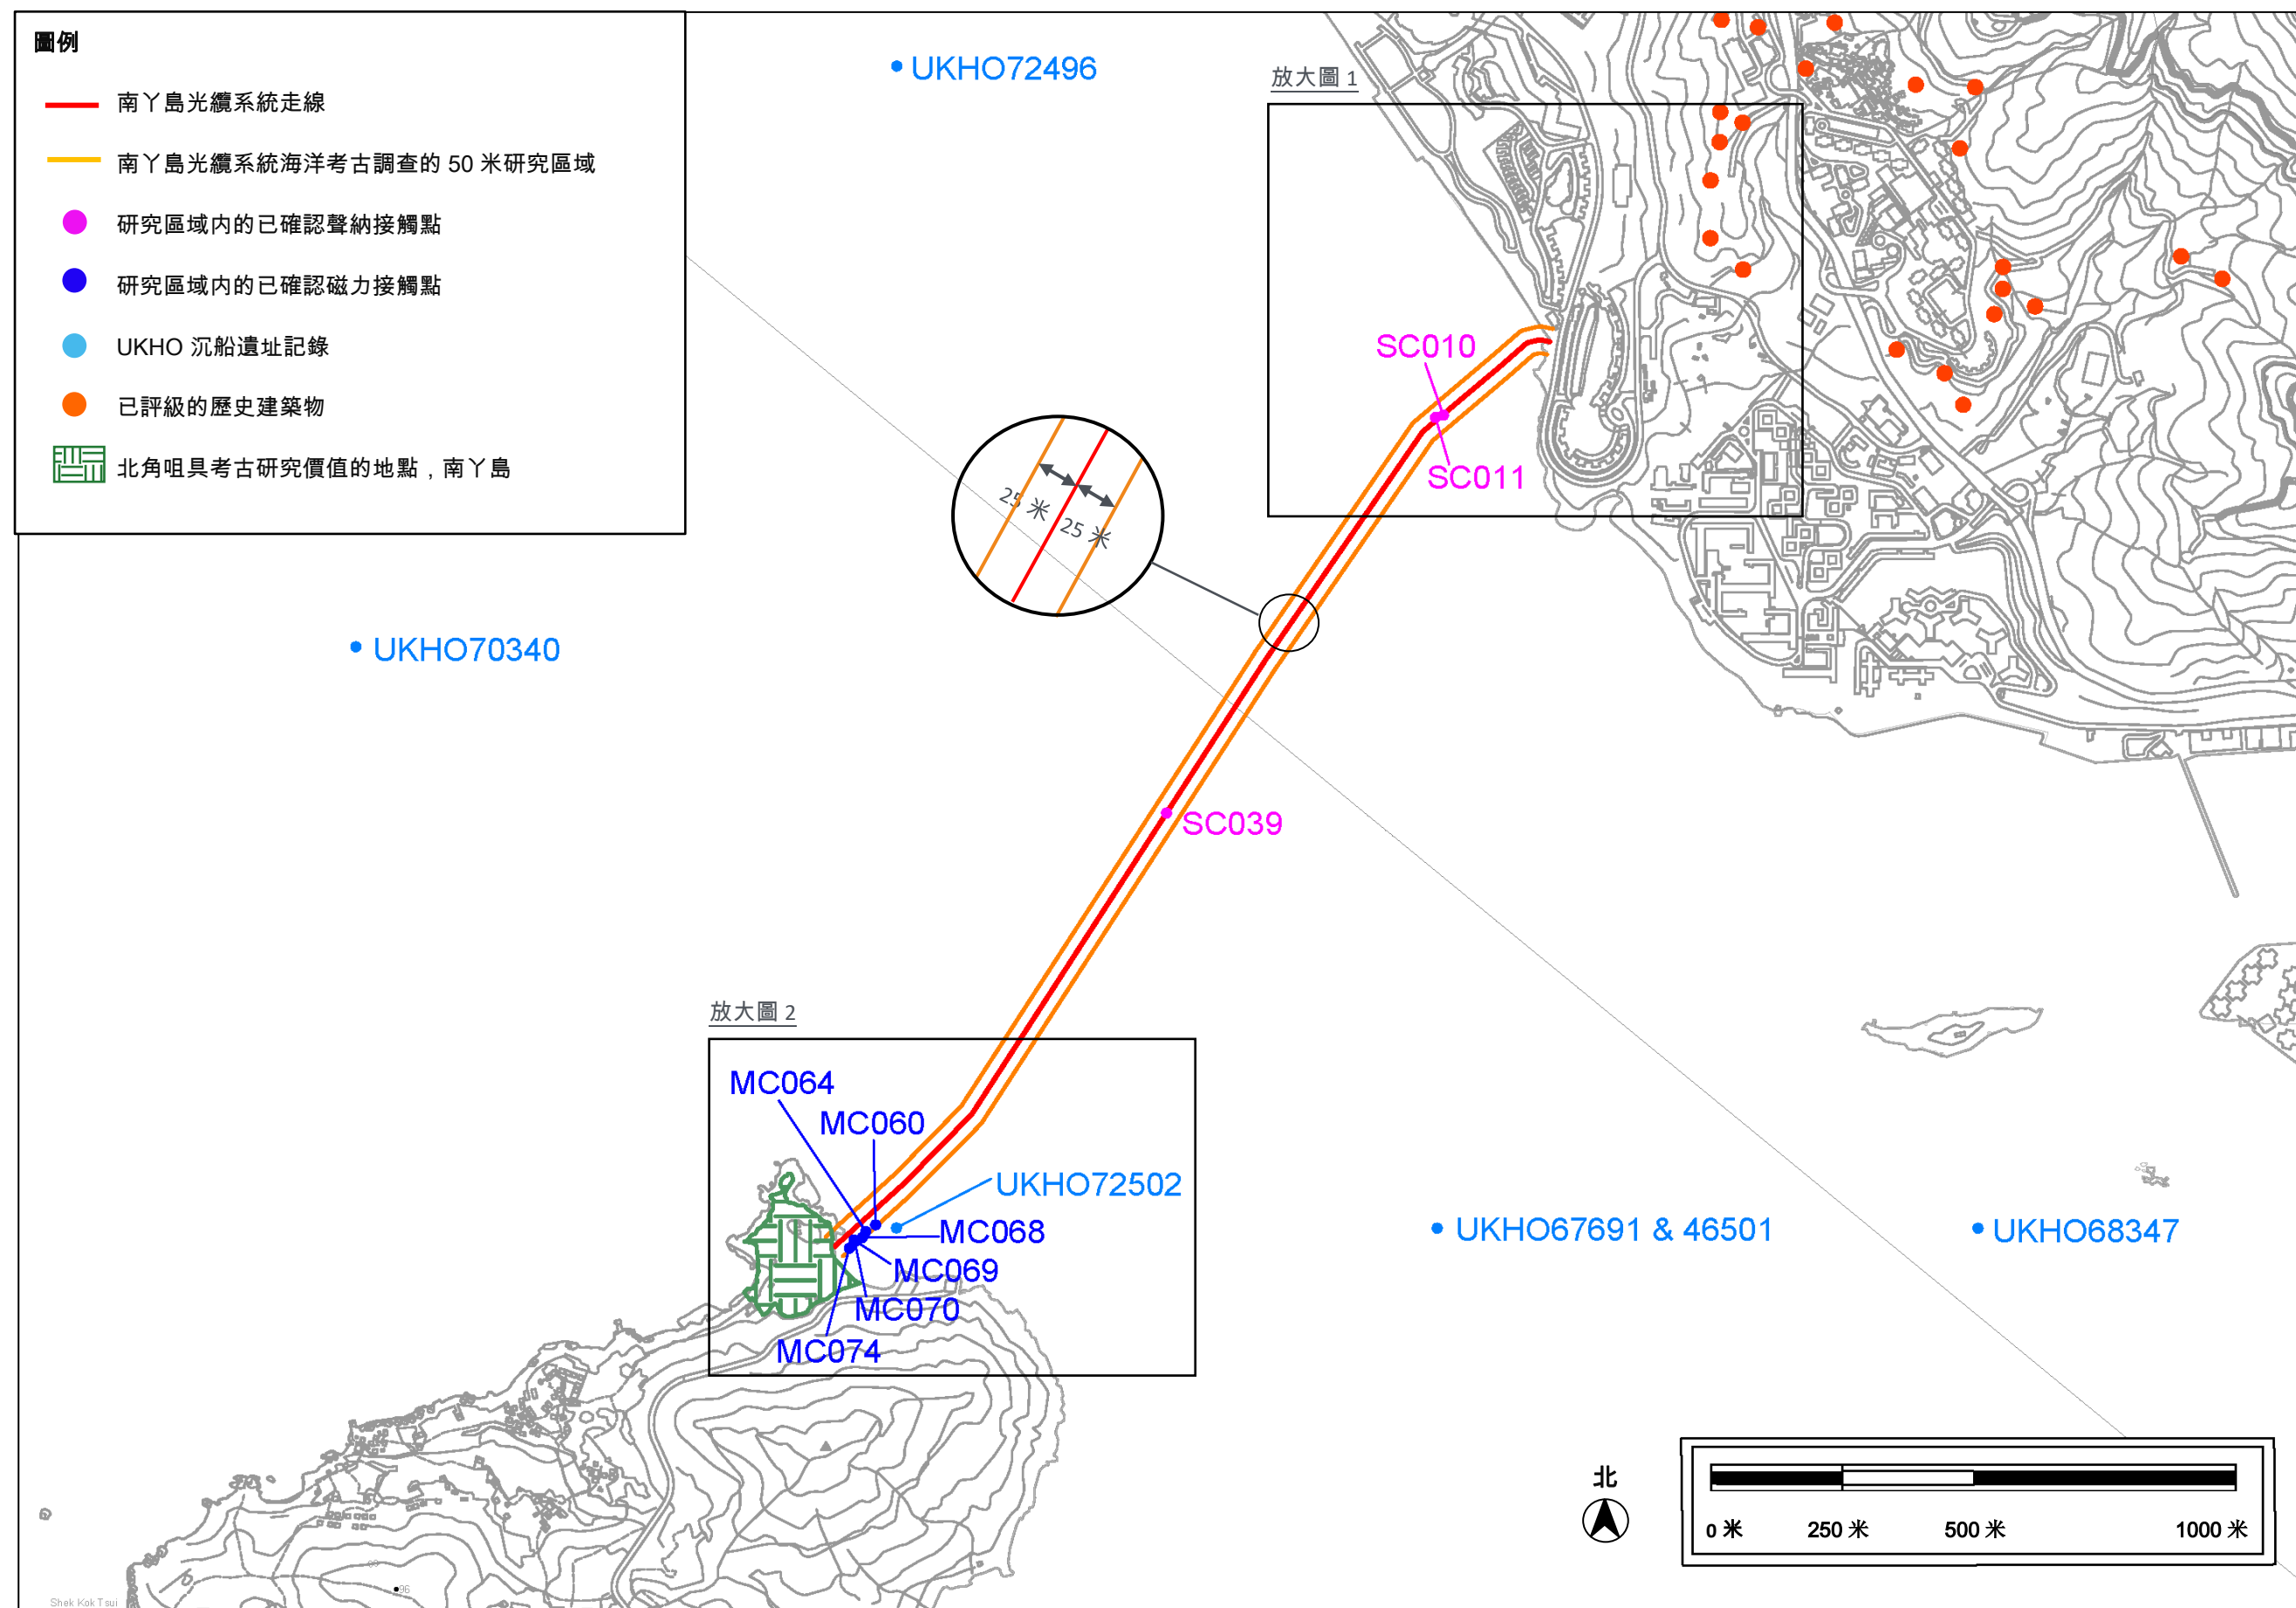 圖例
南丫島光纜系統走線
南丫島光纜系統海洋考古調查的 50 米研究區域
研究區域内的已確認聲納接觸點
研究區域内的已確認磁力接觸點
UKHO 沉船遺址記錄
已評級的歷史建築物
北角咀具考古研究價值的地點，南丫島
UKHO72496
放大圖 1
SC010
SC011
25 米 25 米
UKHO70340
SC039
放大圖 2
MC064
MC060
UKHO72502
MC068
MC069
MC070
MC074
UKHO67691 & 46501
UKHO68347
北
0 米 250 米 500 米 1000 米
96
Shek Kok Tsui